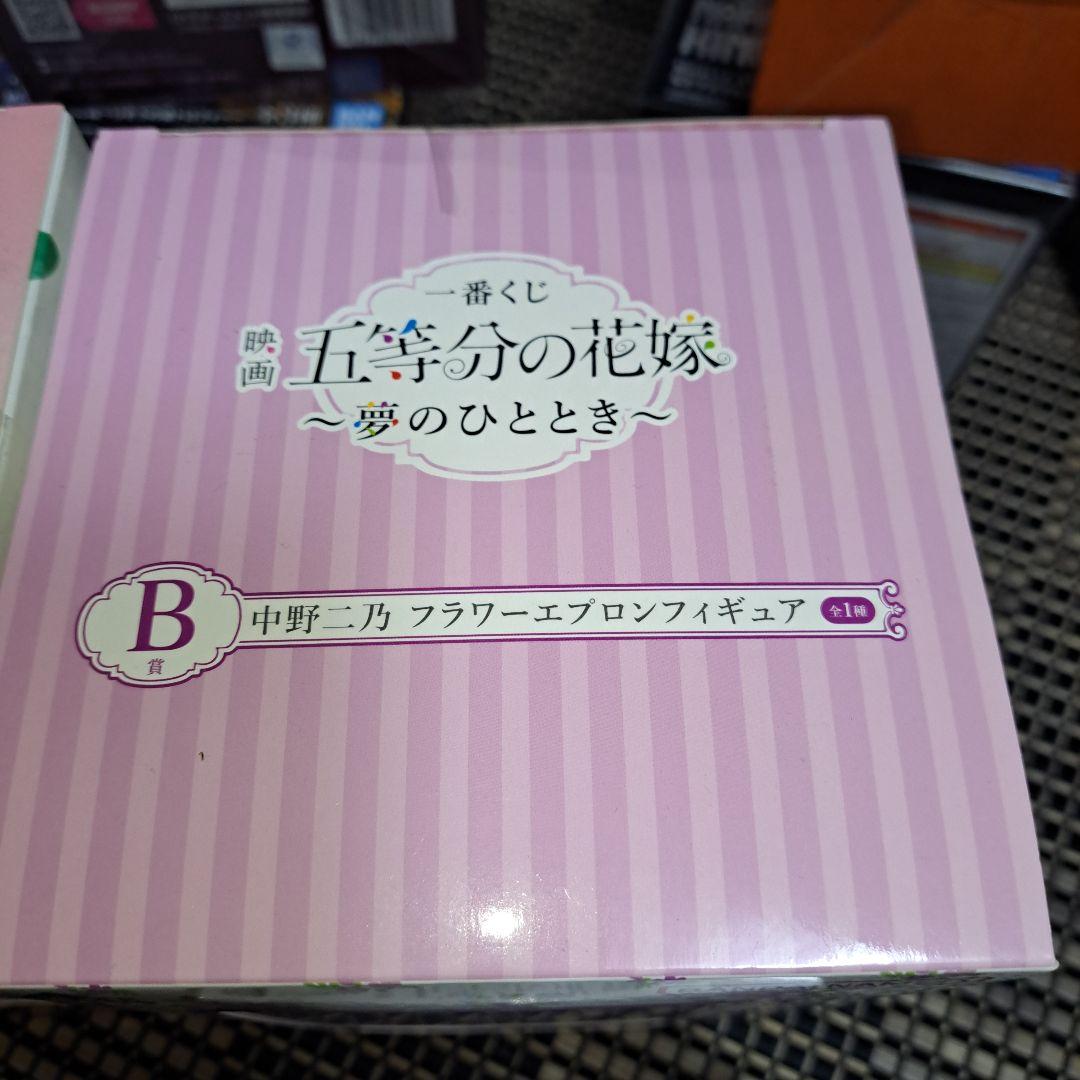 一番くじ
映画
五等分の花嫁
～夢のひととき～
B賞
中野二乃 フラワーエプロンフィギュア 全1種